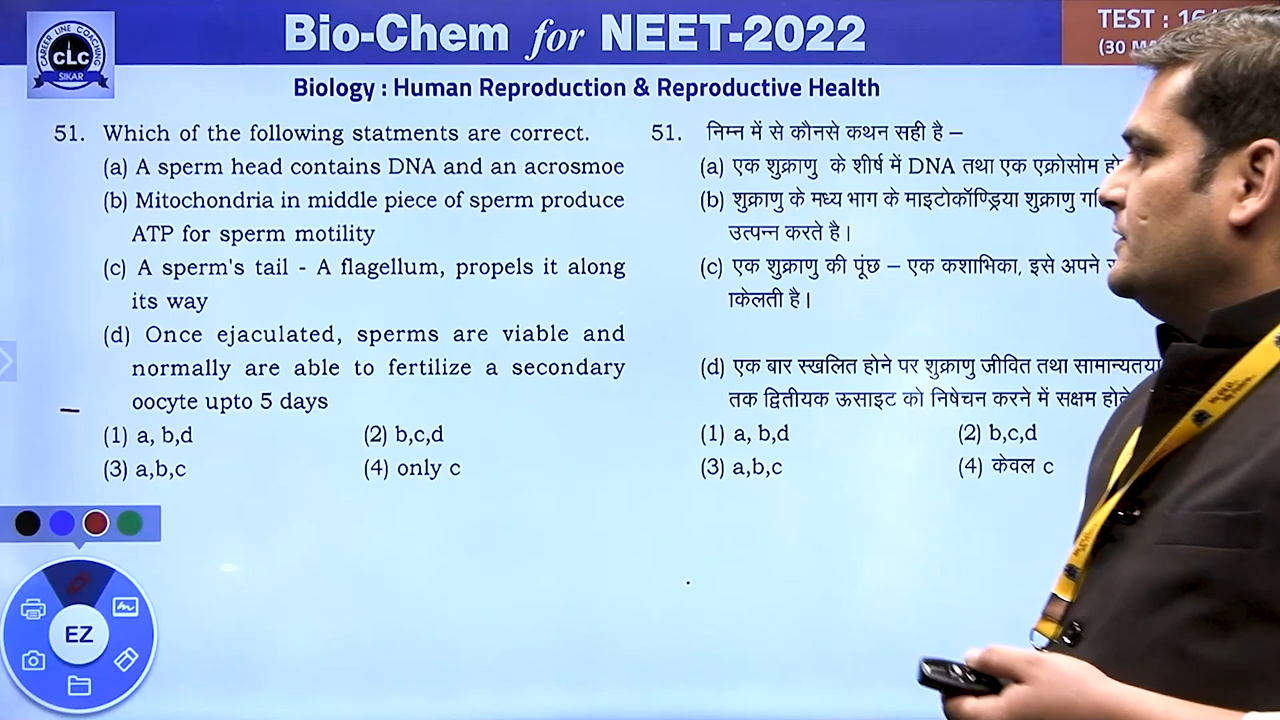 Bio-Chem for NEET-2022
TEST : 16/
(30 MA
CAREER LINE COACHING
CLC
SIKAR
Biology : Human Reproduction & Reproductive Health
51. Which of the following statments are correct.
(a) A sperm head contains DNA and an acrosmoe
(b) Mitochondria in middle piece of sperm produce
ATP for sperm motility
(c) A sperm's tail - A flagellum, propels it along
its way
(d) Once ejaculated, sperms are viable and
normally are able to fertilize a secondary
oocyte upto 5 days
(1) a, b,d (2) b,c,d
(3) a,b,c (4) only c
51. निम्न में से कौनसे कथन सही है –
(a) एक शुक्राणु के शीर्ष में DNA तथा एक एक्रोसोम
(b) शुक्राणु के मध्य भाग के माइटोकॉण्ड्रिया शुक्राणु
उत्पन्न करते है।
(c) एक शुक्राणु की पूंछ – एक कशाभिका, इसे अपने
किेलती है।
(d) एक बार स्खलित होने पर शुक्राणु जीवित तथा सामान्यतया
तक द्वितीयक ऊसाइट को निषेचन करने में सक्षम
(1) a, b,d (2) b,c,d
(3) a,b,c (4) केवल c
EZ